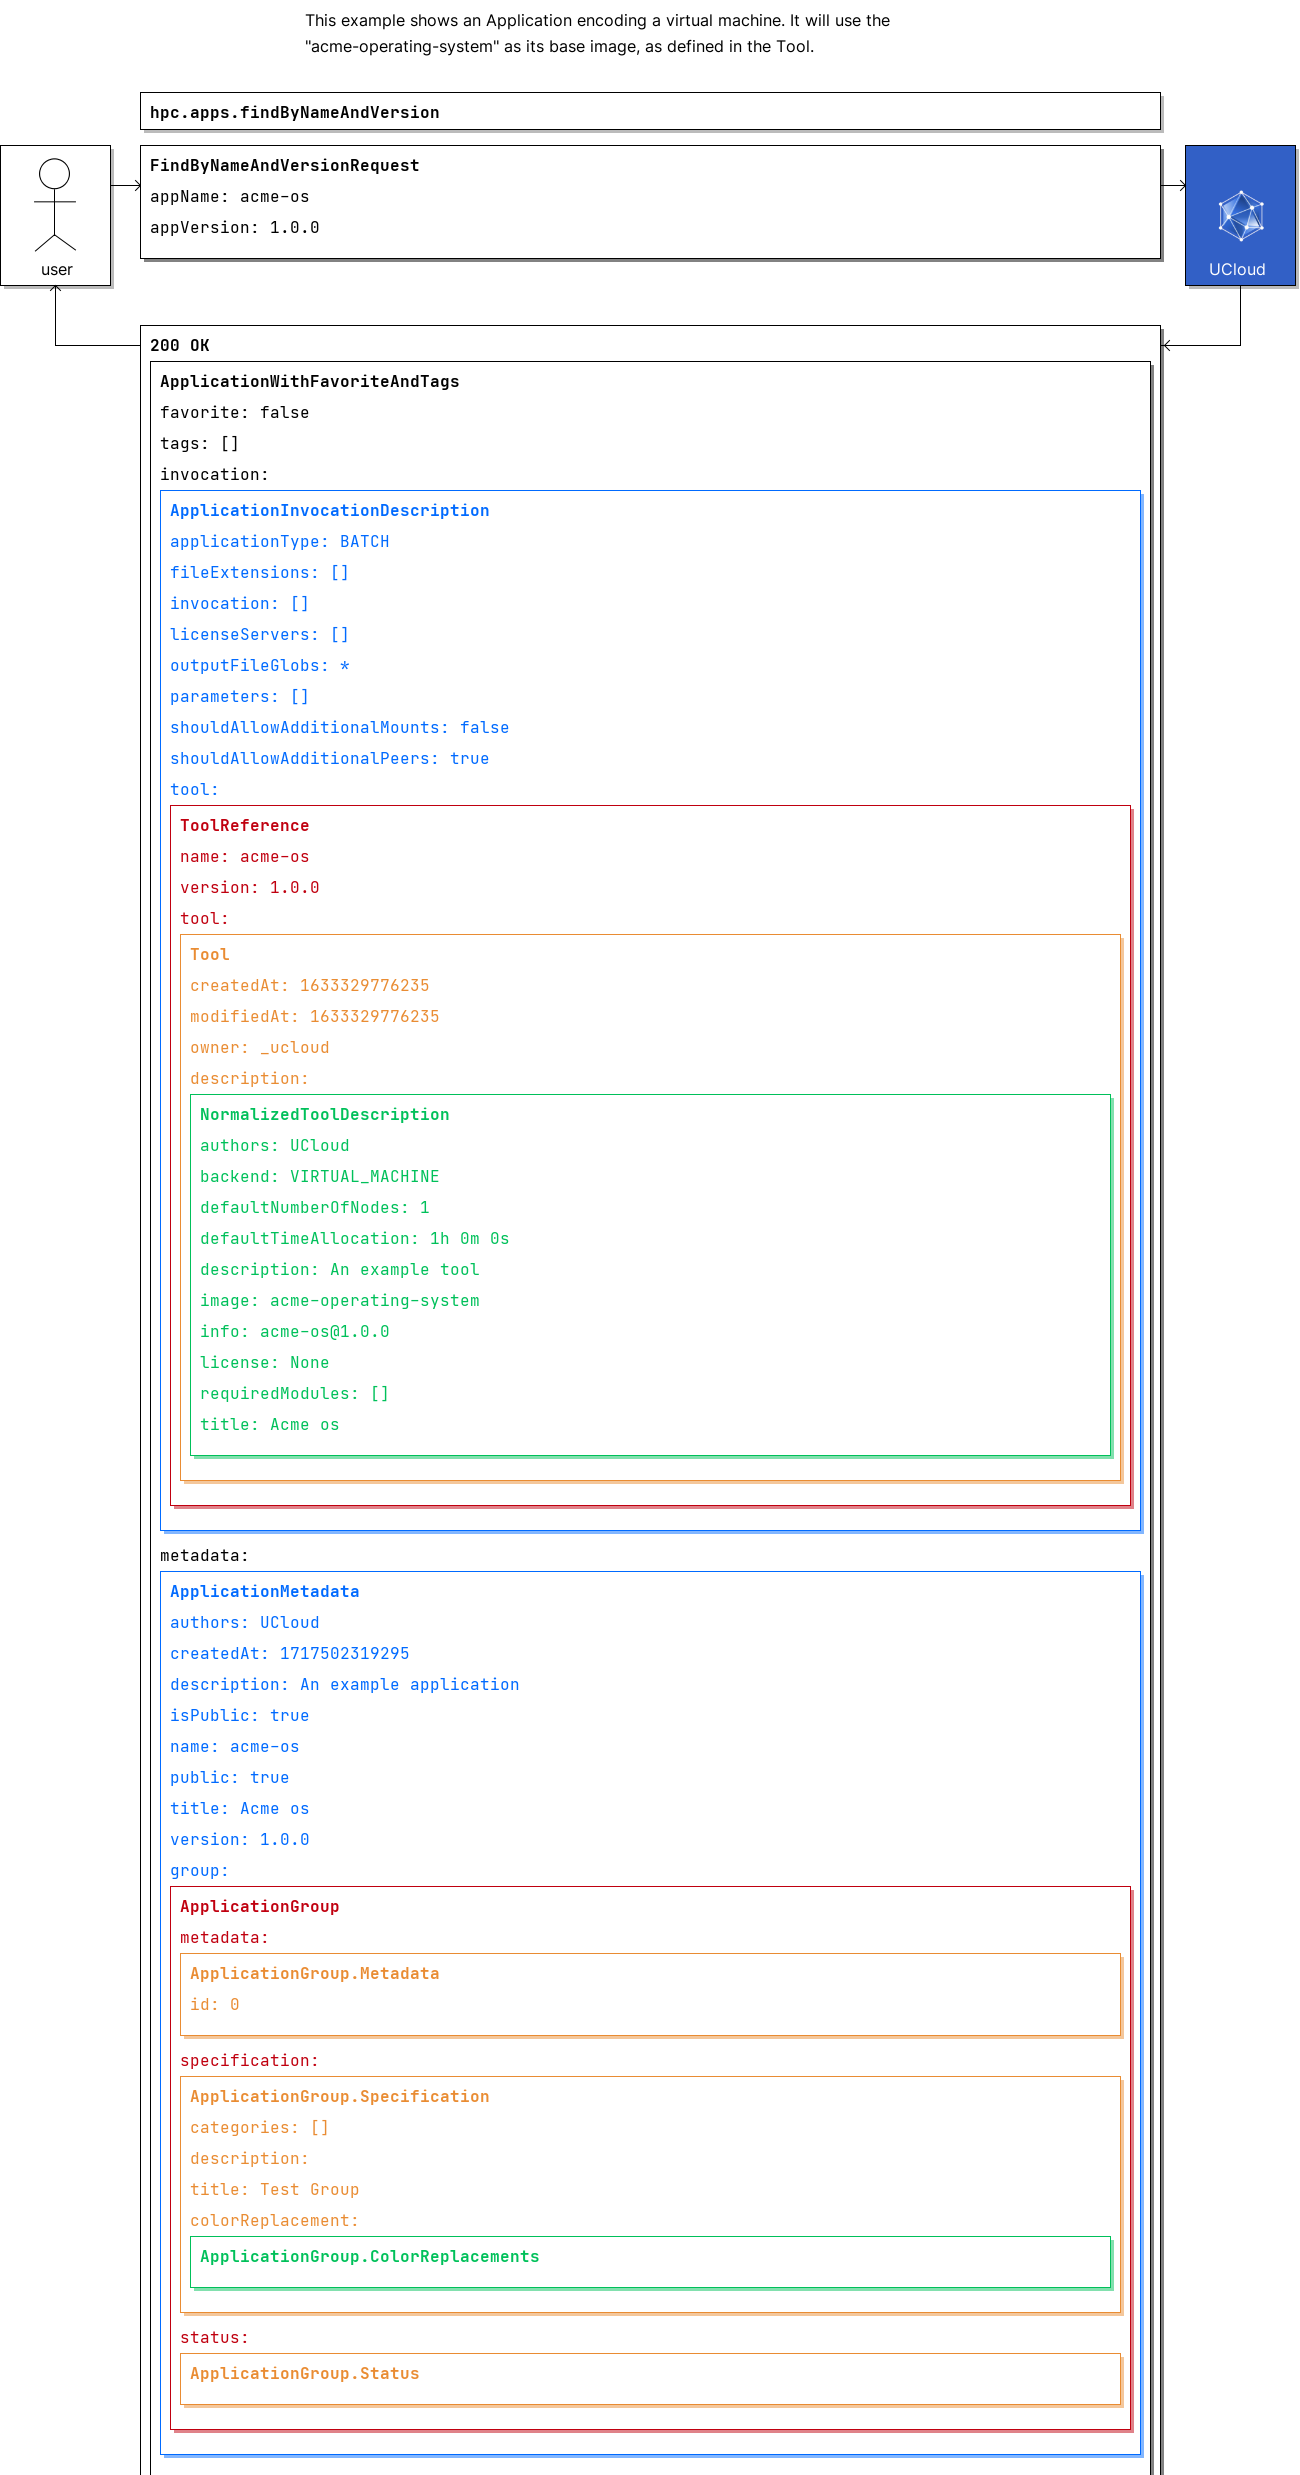 This example shows an Application encoding a virtual machine. It will use the
"acme-operating-system" as its base image, as defined in the Tool.
hpc.apps.findByNameAndVersion
FindByNameAndVersionRequest
appName: acme-os
appVersion: 1.0.0
user
UCloud
200 OK
ApplicationWithFavoriteAndTags
favorite: false
tags: []
invocation:
ApplicationInvocationDescription
applicationType: BATCH
fileExtensions: []
invocation: []
licenseServers: []
outputFileGlobs: *
parameters: []
shouldAllowAdditionalMounts: false
shouldAllowAdditionalPeers: true
tool:
ToolReference
name: acme-os
version: 1.0.0
tool:
Tool
createdAt: 1633329776235
modifiedAt: 1633329776235
owner: _ucloud
description:
NormalizedToolDescription
authors: UCloud
backend: VIRTUAL_MACHINE
defaultNumberOfNodes: 1
defaultTimeAllocation: 1h 0m 0s
description: An example tool
image: acme-operating-system
info: acme-os@1.0.0
license: None
requiredModules: []
title: Acme os
metadata:
ApplicationMetadata
authors: UCloud
createdAt: 1717502319295
description: An example application
isPublic: true
name: acme-os
public: true
title: Acme os
version: 1.0.0
group:
ApplicationGroup
metadata:
ApplicationGroup.Metadata
id: 0
specification:
ApplicationGroup.Specification
categories: []
description:
title: Test Group
colorReplacement:
ApplicationGroup.ColorReplacements
status:
ApplicationGroup.Status